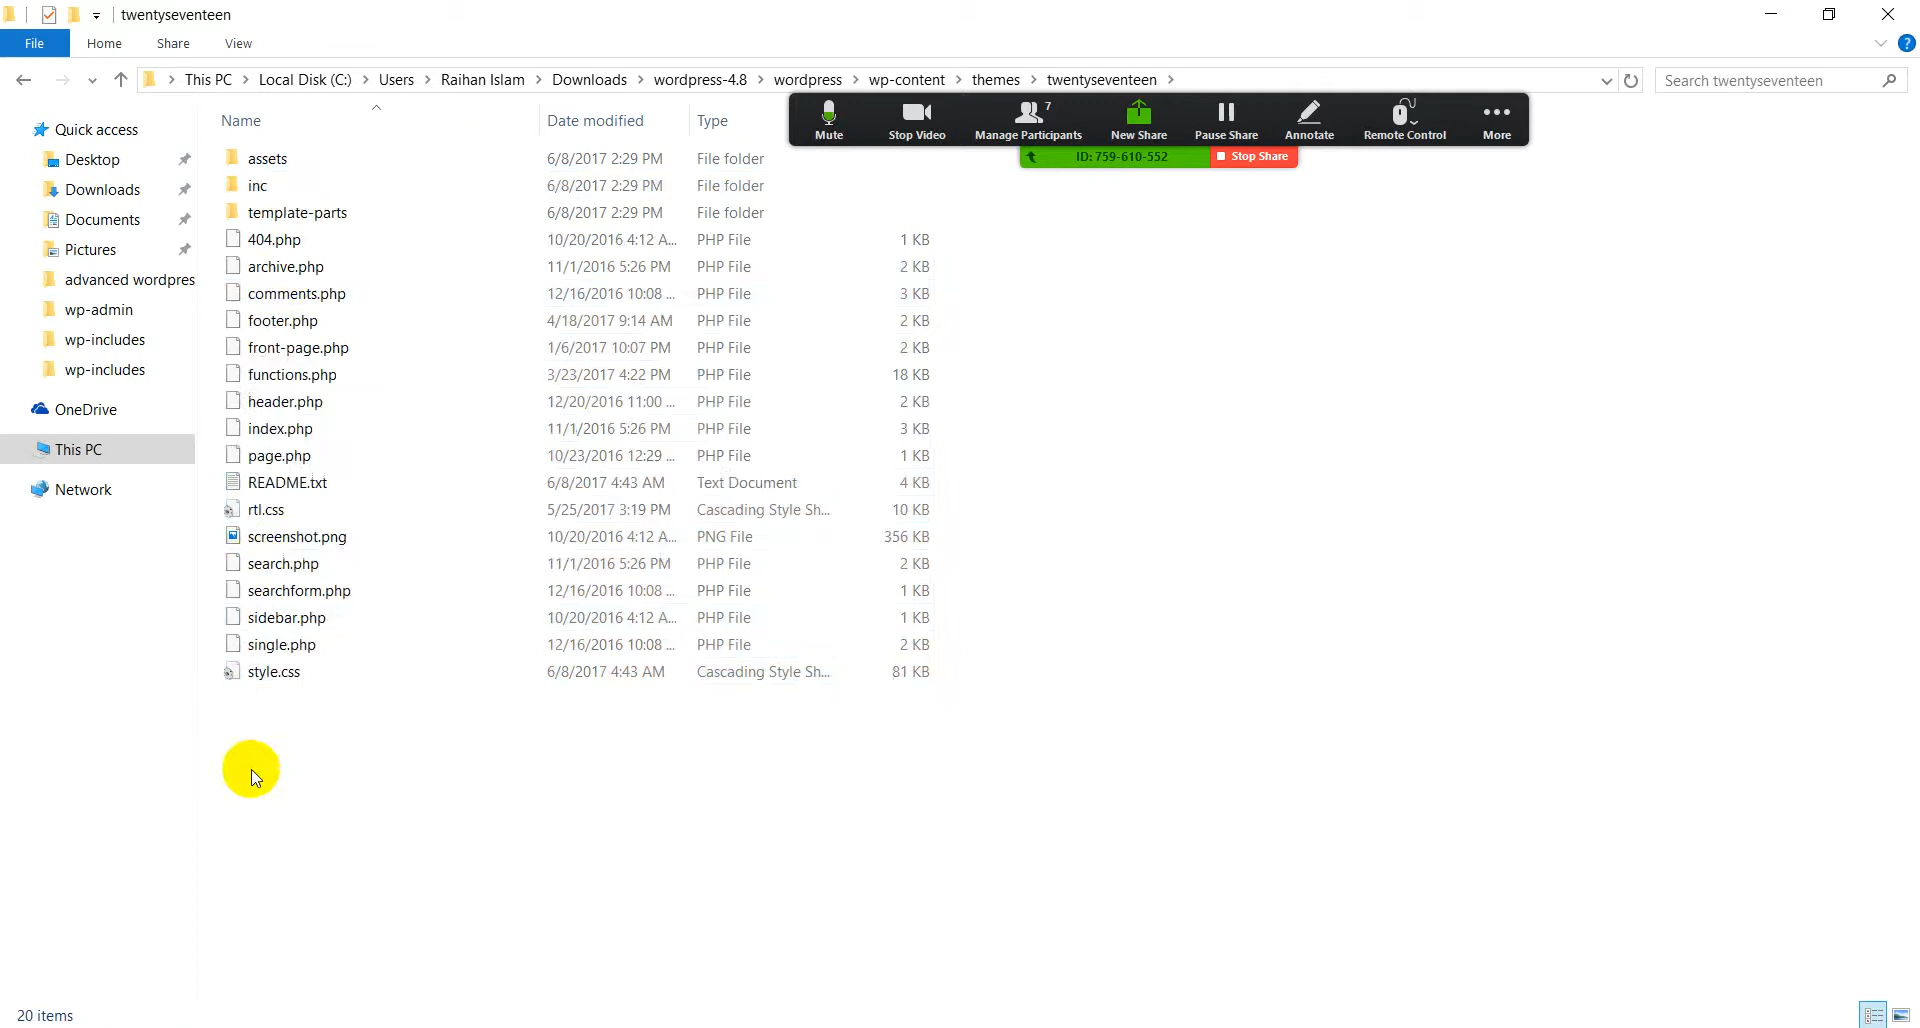 twentyseventeen
File Home Share View
This PC Local Disk (C:) Users Raihan Islam Downloads wordpress-4.8 wordpress wp-content themes twentyseventeen
Search twentyseventeen
Mute Stop Video Manage Participants 7 New Share Pause Share Annotate Remote Control More
ID: 759-610-552 Stop Share
Quick access
Desktop
Downloads
Documents
Pictures
advanced wordpres
wp-admin
wp-includes
wp-includes
OneDrive
This PC
Network
Name Date modified Type
assets 6/8/2017 2:29 PM File folder
inc 6/8/2017 2:29 PM File folder
template-parts 6/8/2017 2:29 PM File folder
404.php 10/20/2016 4:12 A... PHP File 1 KB
archive.php 11/1/2016 5:26 PM PHP File 2 KB
comments.php 12/16/2016 10:08 ... PHP File 3 KB
footer.php 4/18/2017 9:14 AM PHP File 2 KB
front-page.php 1/6/2017 10:07 PM PHP File 2 KB
functions.php 3/23/2017 4:22 PM PHP File 18 KB
header.php 12/20/2016 11:00 ... PHP File 2 KB
index.php 11/1/2016 5:26 PM PHP File 3 KB
page.php 10/23/2016 12:29 ... PHP File 1 KB
README.txt 6/8/2017 4:43 AM Text Document 4 KB
rtl.css 5/25/2017 3:19 PM Cascading Style Sh... 10 KB
screenshot.png 10/20/2016 4:12 A... PNG File 356 KB
search.php 11/1/2016 5:26 PM PHP File 2 KB
searchform.php 12/16/2016 10:08 ... PHP File 1 KB
sidebar.php 10/20/2016 4:12 A... PHP File 1 KB
single.php 12/16/2016 10:08 ... PHP File 2 KB
style.css 6/8/2017 4:43 AM Cascading Style Sh... 81 KB
20 items